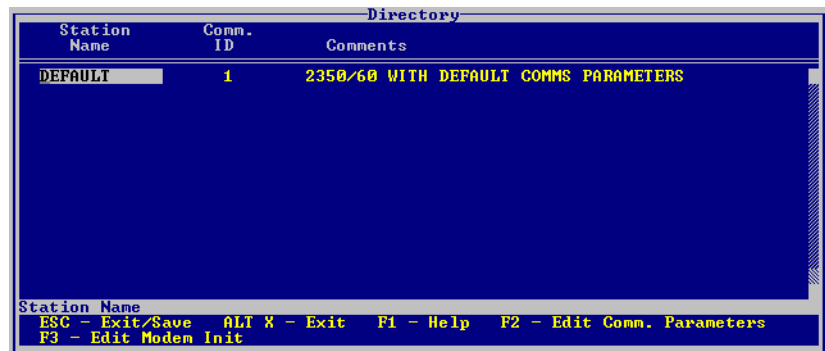 Directory
Station Comm.
Name ID Comments
DEFAULT 1 2350/60 WITH DEFAULT COMMS PARAMETERS
Station Name
ESC - Exit/Save ALT X - Exit F1 - Help F2 - Edit Comm. Parameters
F3 - Edit Modem Init